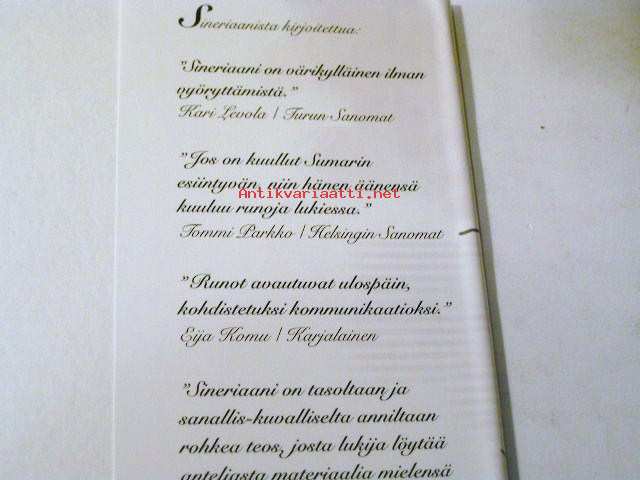 Sineriaanista kirjoitettua:
"Sineriaani on värikylläinen ilman
nyöryttämistä."
Kari Levola | Turun Sanomat
"Jos on kuullut Sumarin
esiintyvän, niin hänen äänensä
Antikvariaatti.net
kuuluu runoja lukiessa."
Tommi Parkko | Helsingin Sanomat
"Runot avautuvat ulospäin,
kohdistetuksi kommunikaatioksi."
Eija Komu | Karjalainen
"Sineriaani on tasoltaan ja
sanallis-kuvalliselta anniltaan
rohkea teos, josta lukija löytää
anteliasta materiaalia mielensä